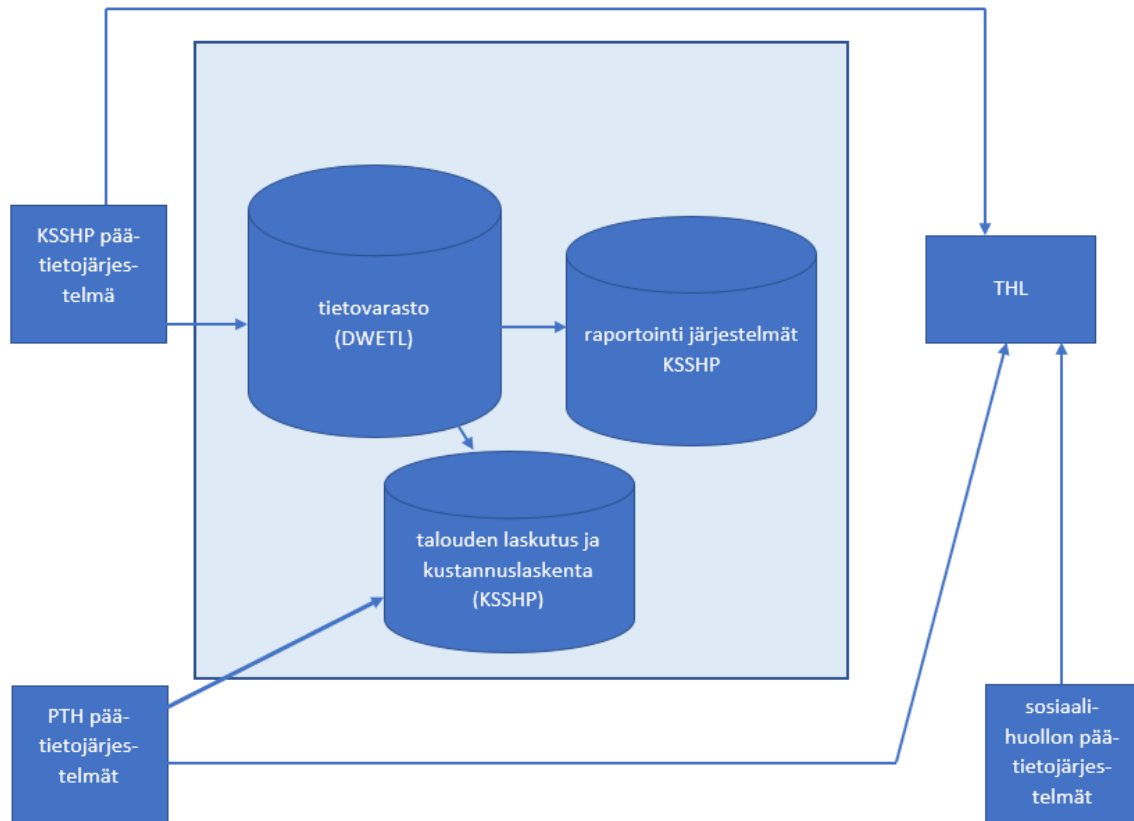 KSSHP pää-
tietojärjes-
telmä
tietovarasto
(DWETL)
raportointi järjestelmät
KSSHP
THL
talouden laskutus ja
kustannuslaskenta
(KSSHP)
PTH pää-
tietojärjes-
telmät
sosiaali-
huollon pää-
tietojärjes-
telmät